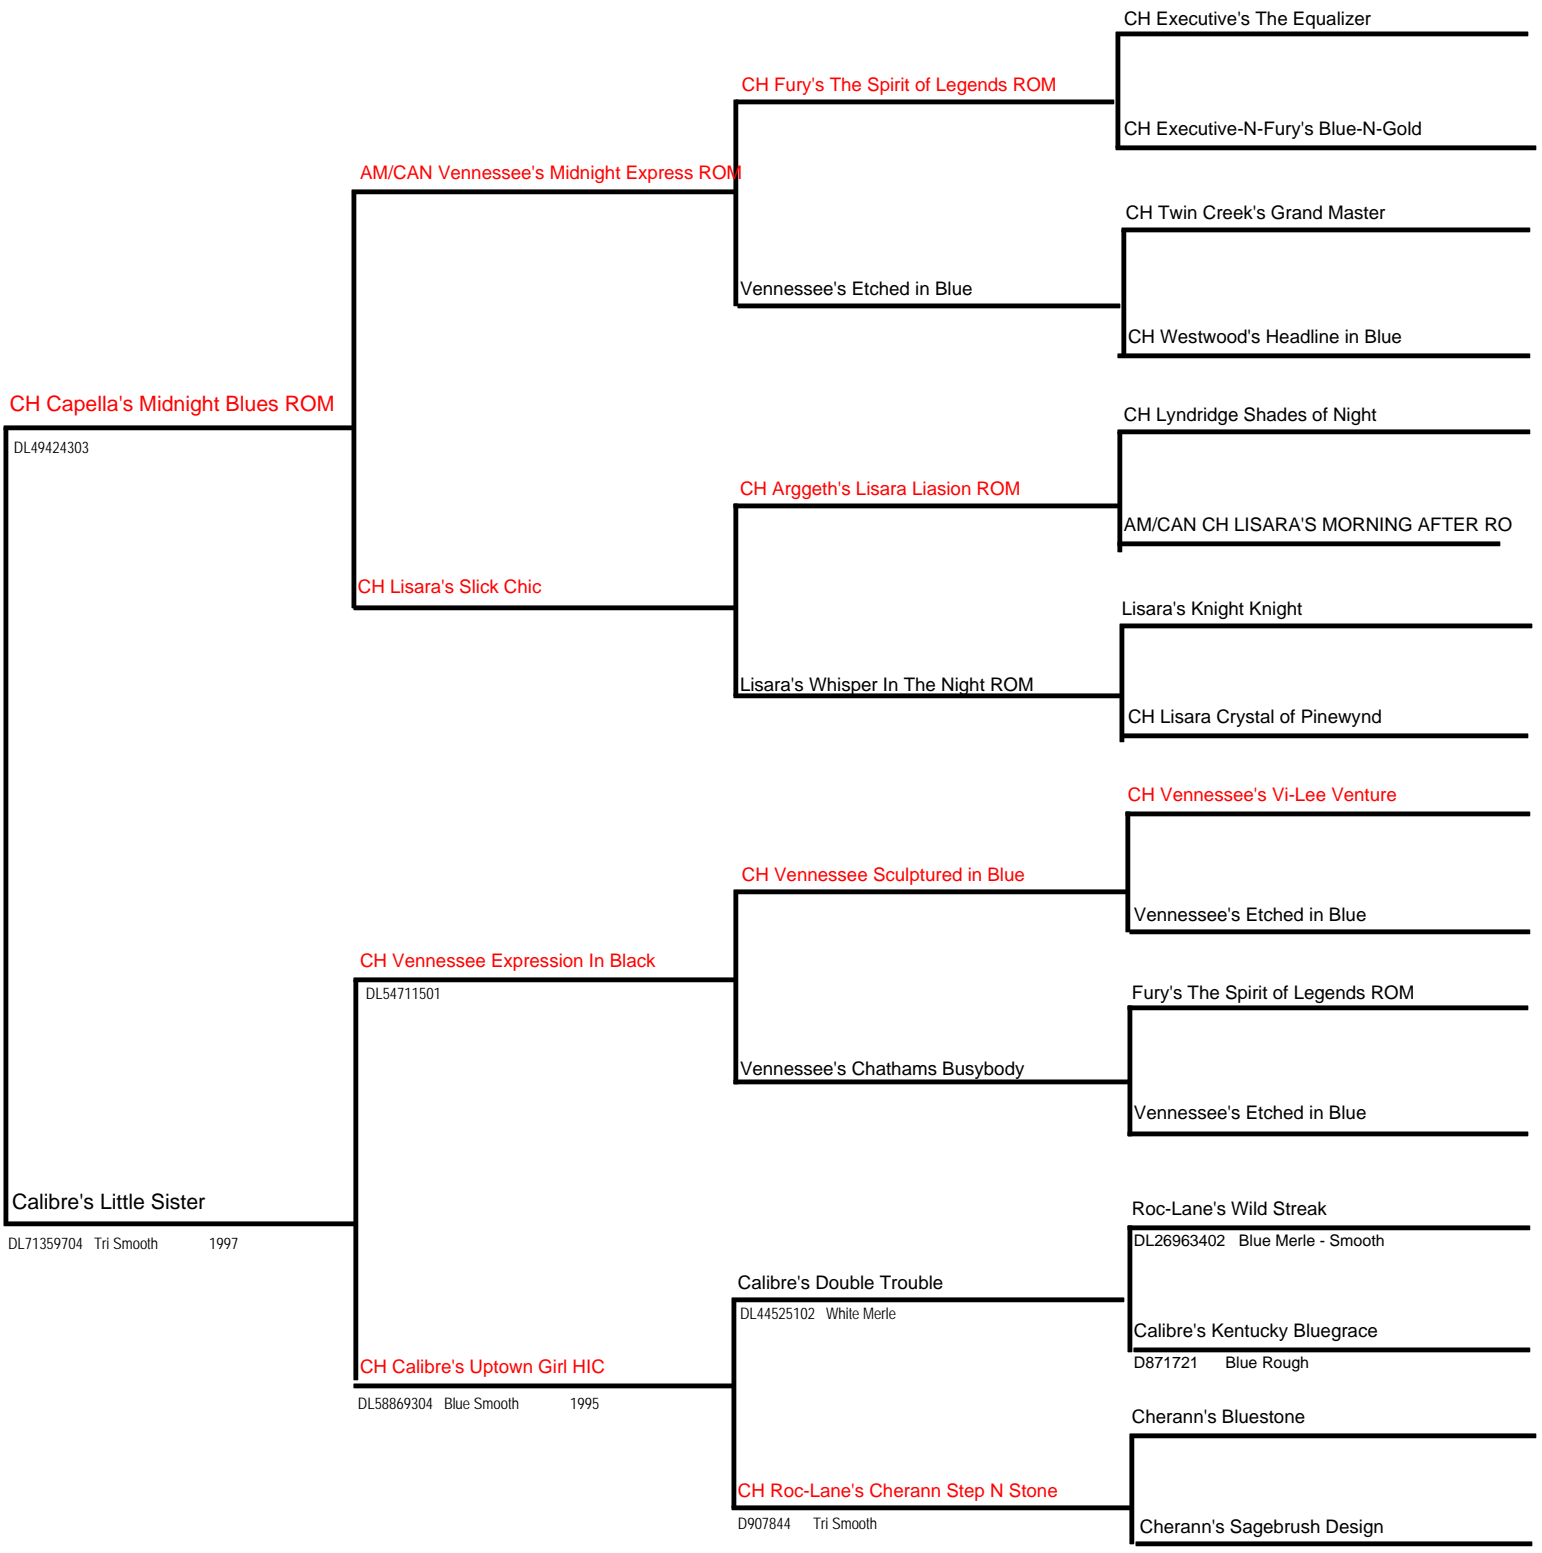 CH Executive's The Equalizer
CH Fury's The Spirit of Legends ROM
CH Executive-N-Fury's Blue-N-Gold
AM/CAN Vennessee's Midnight Express ROM
CH Twin Creek's Grand Master
Vennessee's Etched in Blue
CH Westwood's Headline in Blue
CH Capella's Midnight Blues ROM
DL49424303
CH Lyndridge Shades of Night
CH Arggeth's Lisara Liasion ROM
AM/CAN CH LISARA'S MORNING AFTER RO
CH Lisara's Slick Chic
Lisara's Knight Knight
Lisara's Whisper In The Night ROM
CH Lisara Crystal of Pinewynd
CH Vennessee's Vi-Lee Venture
CH Vennessee Sculptured in Blue
Vennessee's Etched in Blue
CH Vennessee Expression In Black
DL54711501
Fury's The Spirit of Legends ROM
Vennessee's Chathams Busybody
Vennessee's Etched in Blue
Calibre's Little Sister
DL71359704 Tri Smooth 1997
Roc-Lane's Wild Streak
DL26963402 Blue Merle - Smooth
Calibre's Double Trouble
DL44525102 White Merle
Calibre's Kentucky Bluegrace
D871721 Blue Rough
CH Calibre's Uptown Girl HIC
DL58869304 Blue Smooth 1995
Cherann's Bluestone
CH Roc-Lane's Cherann Step N Stone
D907844 Tri Smooth
Cherann's Sagebrush Design